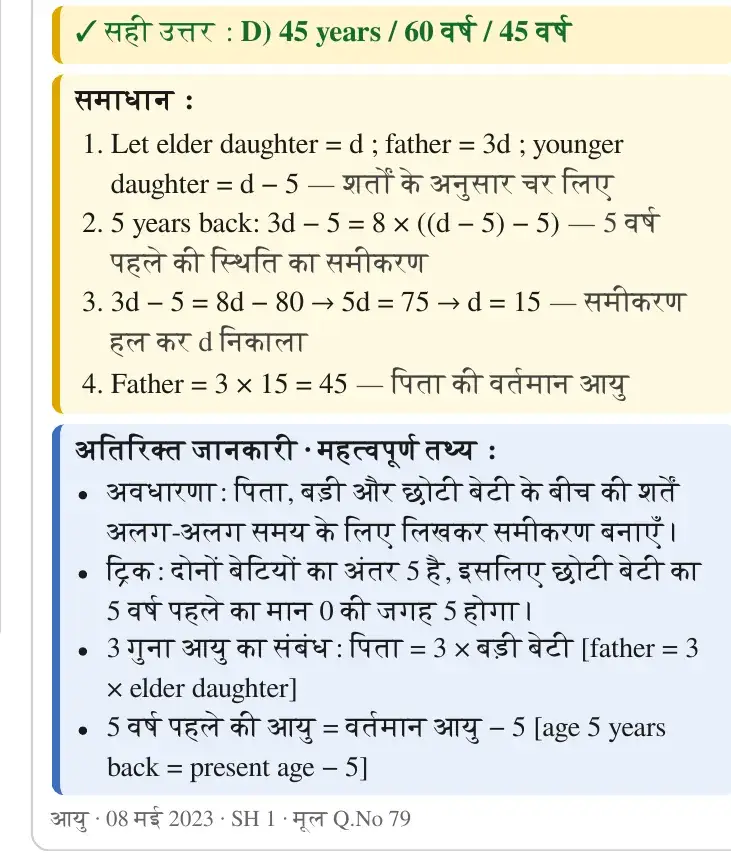 ✓ सही उत्तर : D) 45 years / 60 वर्ष / 45 वर्ष
समाधान :
1. Let elder daughter = d ; father = 3d ; younger
daughter = d − 5 — शर्तों के अनुसार चर लिए
2. 5 years back: 3d − 5 = 8 × ((d − 5) − 5) — 5 वर्ष
पहले की स्थिति का समीकरण
3. 3d − 5 = 8d − 80 → 5d = 75 → d = 15 — समीकरण
हल कर d निकाला
4. Father = 3 × 15 = 45 — पिता की वर्तमान आयु
अतिरिक्त जानकारी · महत्वपूर्ण तथ्य :
• अवधारणा : पिता, बड़ी और छोटी बेटी के बीच की शर्तें
अलग-अलग समय के लिए लिखकर समीकरण बनाएँ।
• ट्रिक : दोनों बेटियों का अंतर 5 है, इसलिए छोटी बेटी का
5 वर्ष पहले का मान 0 की जगह 5 होगा।
• 3 गुना आयु का संबंध : पिता = 3 × बड़ी बेटी [father = 3
× elder daughter]
• 5 वर्ष पहले की आयु = वर्तमान आयु − 5 [age 5 years
back = present age − 5]
आयु · 08 मई 2023 · SH 1 · मूल Q.No 79